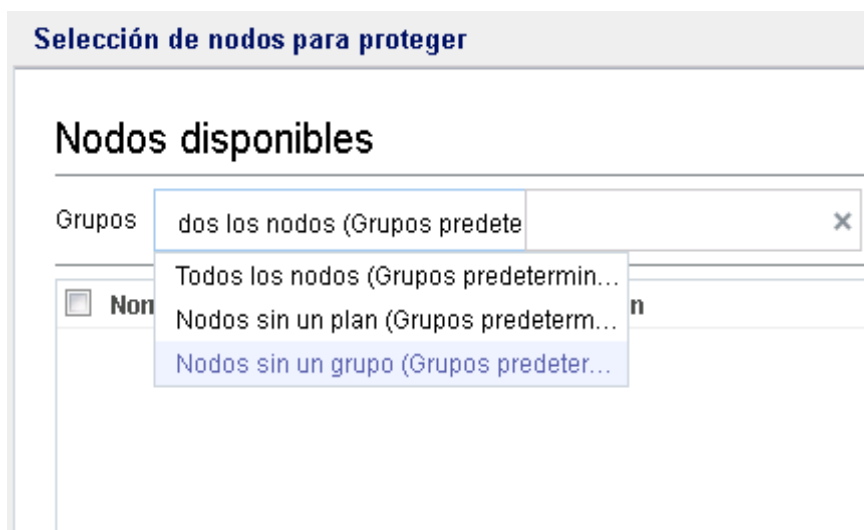 Selección de nodos para proteger
Nodos disponibles
Grupos dos los nodos (Grupos predete
Todos los nodos (Grupos predetermin...
Nodos sin un plan (Grupos predeterm...
Nodos sin un grupo (Grupos predeter...